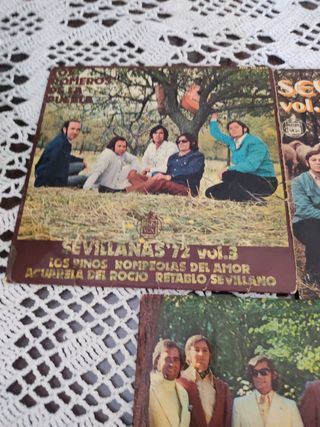 LOS
ROMEROS
DE LA
PUEBLA
SEVILLANAS '72 vol.3
LOS PINOS ROMPEOLAS DEL AMOR
ACUARELA DEL ROCIO RETABLO SEVILLANO
SEV
vol.